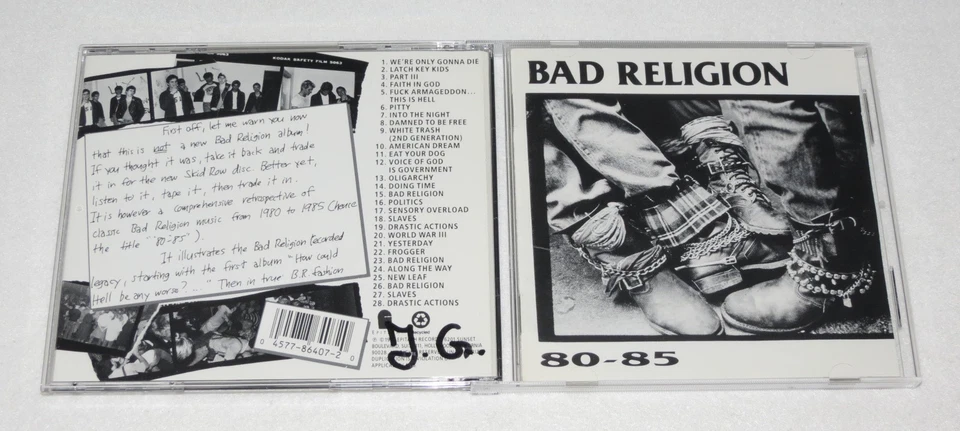 KODAK SAFETY FILM 5063
First off, let me warn you now
that this is not a new Bad Religion album!
If you thought it was, take it back and trade
it in for the new Skid Row disc. Better yet,
listen to it, tape it, then trade it in.
It is however a comprehensive retrospective of
classic Bad Religion music from 1980 to 1985 (hence
the title "80-85").
It illustrates the Bad Religion recorded
legacy, starting with the first album "How could
Hell be any worse?..." Then in true B.R. fashion
0 4577-86407-2 0
1. WE'RE ONLY GONNA DIE
2. LATCH KEY KIDS
3. PART III
4. FAITH IN GOD
5. FUCK ARMAGEDDON...
THIS IS HELL
6. PITTY
7. INTO THE NIGHT
8. DAMNED TO BE FREE
9. WHITE TRASH
(2ND GENERATION)
10. AMERICAN DREAM
11. EAT YOUR DOG
12. VOICE OF GOD
IS GOVERNMENT
13. OLIGARCHY
14. DOING TIME
15. BAD RELIGION
16. POLITICS
17. SENSORY OVERLOAD
18. SLAVES
19. DRASTIC ACTIONS
20. WORLD WAR III
21. YESTERDAY
22. FROGGER
23. BAD RELIGION
24. ALONG THE WAY
25. NEW LEAF
26. BAD RELIGION
27. SLAVES
28. DRASTIC ACTIONS
J. G..
BAD RELIGION
80-85